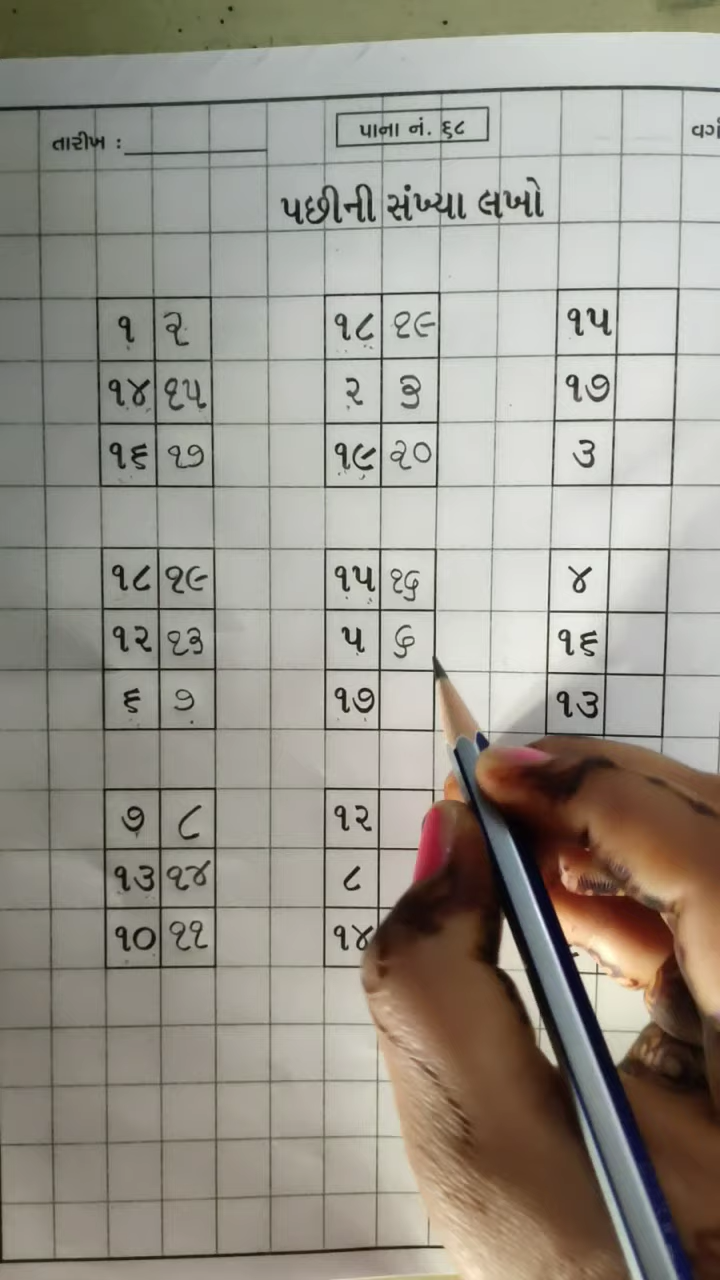 તારીખ :
પાના નં. ૬૮
પછીની સંખ્યા લખો
૧ ૨ ૧૮ ૧૯ ૧૫
૧૪ ૧૫ ૨ ૩ ૧૭
૧૬ ૧૭ ૧૯ ૨૦ ૩
૧૮ ૧૯ ૧૫ ૧૬ ૪
૧૨ ૧૩ ૫ ૬ ૧૬
૬ ૭ ૧૭ ૧૩
૭ ૮ ૧૨
૧૩ ૧૪ ૮
૧૦ ૧૧ ૧૪